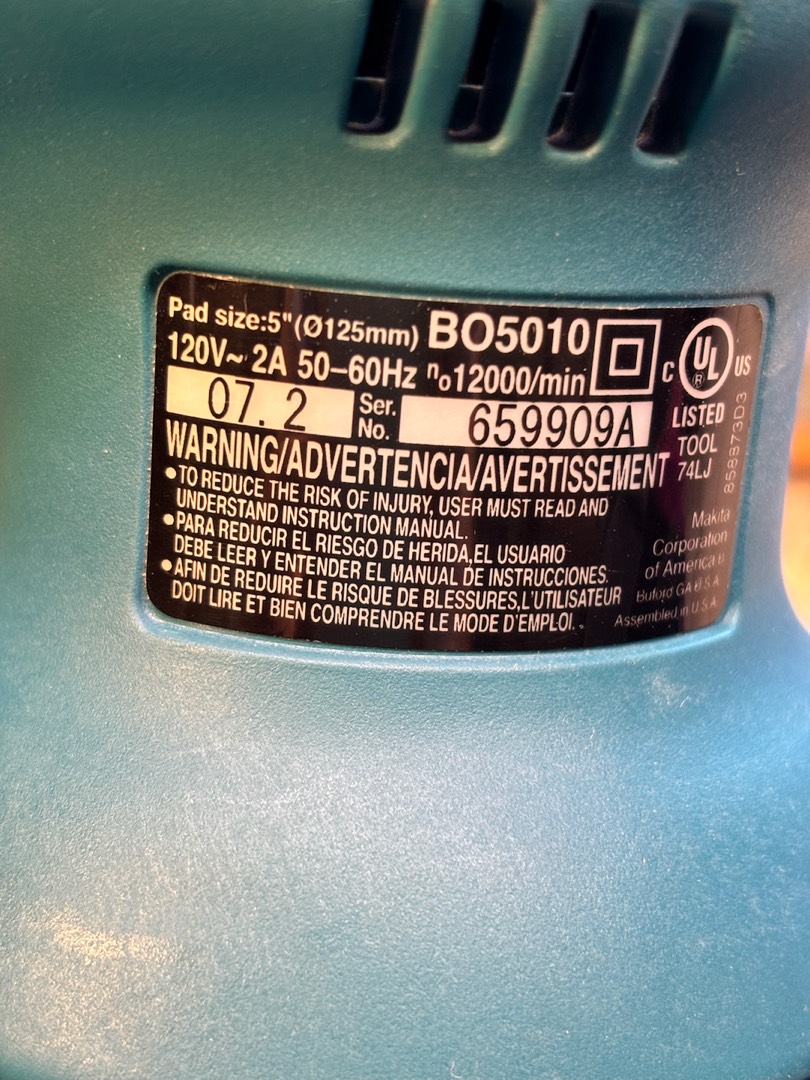 Pad size:5"(Ø125mm) BO5010
120V~ 2A 50–60Hz no12000/min
07. 2 Ser. No. 659909A
C UL US
®
LISTED
TOOL
74LJ
858873D3
WARNING/ADVERTENCIA/AVERTISSEMENT
•TO REDUCE THE RISK OF INJURY, USER MUST READ AND
UNDERSTAND INSTRUCTION MANUAL.
•PARA REDUCIR EL RIESGO DE HERIDA,EL USUARIO
DEBE LEER Y ENTENDER EL MANUAL DE INSTRUCCIONES.
•AFIN DE REDUIRE LE RISQUE DE BLESSURES,L'UTILISATEUR
DOIT LIRE ET BIEN COMPRENDRE LE MODE D'EMPLOI.
Makita
Corporation
of America
Buford GA U.S.A
Assembled in U.S.A